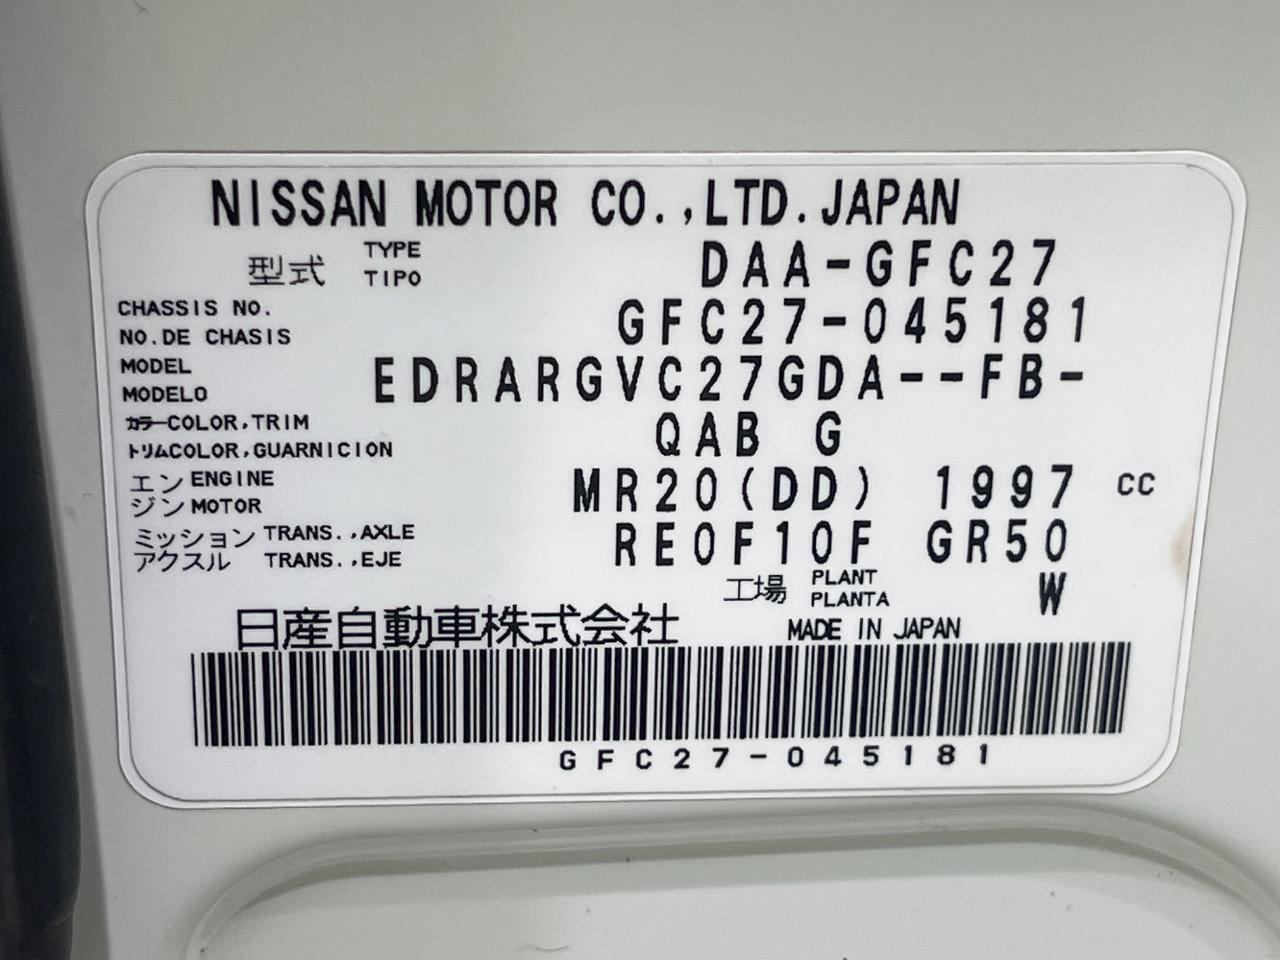 NISSAN MOTOR CO.,LTD.JAPAN
型式 TYPE TIPO DAA-GFC27
CHASSIS NO. NO.DE CHASIS GFC27-045181
MODEL MODELO EDRARGVC27GDA--FB-
カラーCOLOR,TRIM トリムCOLOR,GUARNICION QAB G
エンジン ENGINE MOTOR MR20(DD) 1997 CC
ミッション TRANS.,AXLE アクスル TRANS.,EJE RE0F10F GR50
工場 PLANT PLANTA W
日産自動車株式会社 MADE IN JAPAN
GFC27-045181